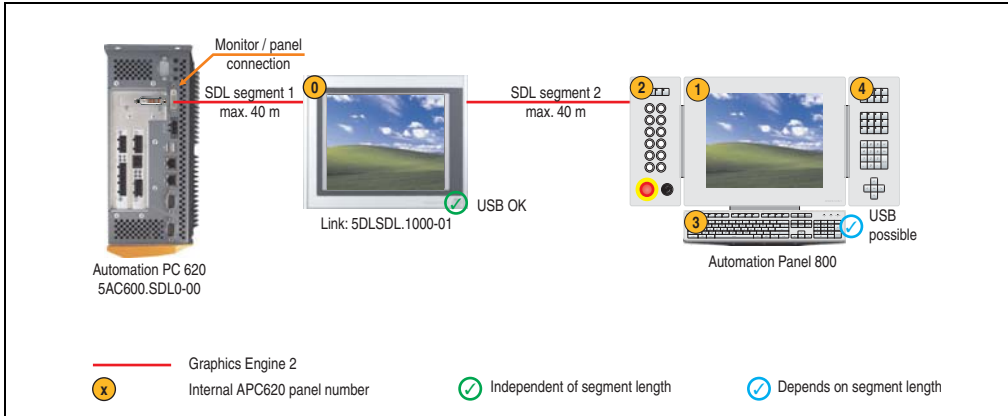 Monitor / panel
connection
SDL segment 1
max. 40 m
0
SDL segment 2
max. 40 m
2
1
4
3
✓
USB OK
Link: 5DLSDL.1000-01
✓
USB
possible
Automation Panel 800
Automation PC 620
5AC600.SDL0-00
Graphics Engine 2
x
Internal APC620 panel number
✓
Independent of segment length
✓
Depends on segment length